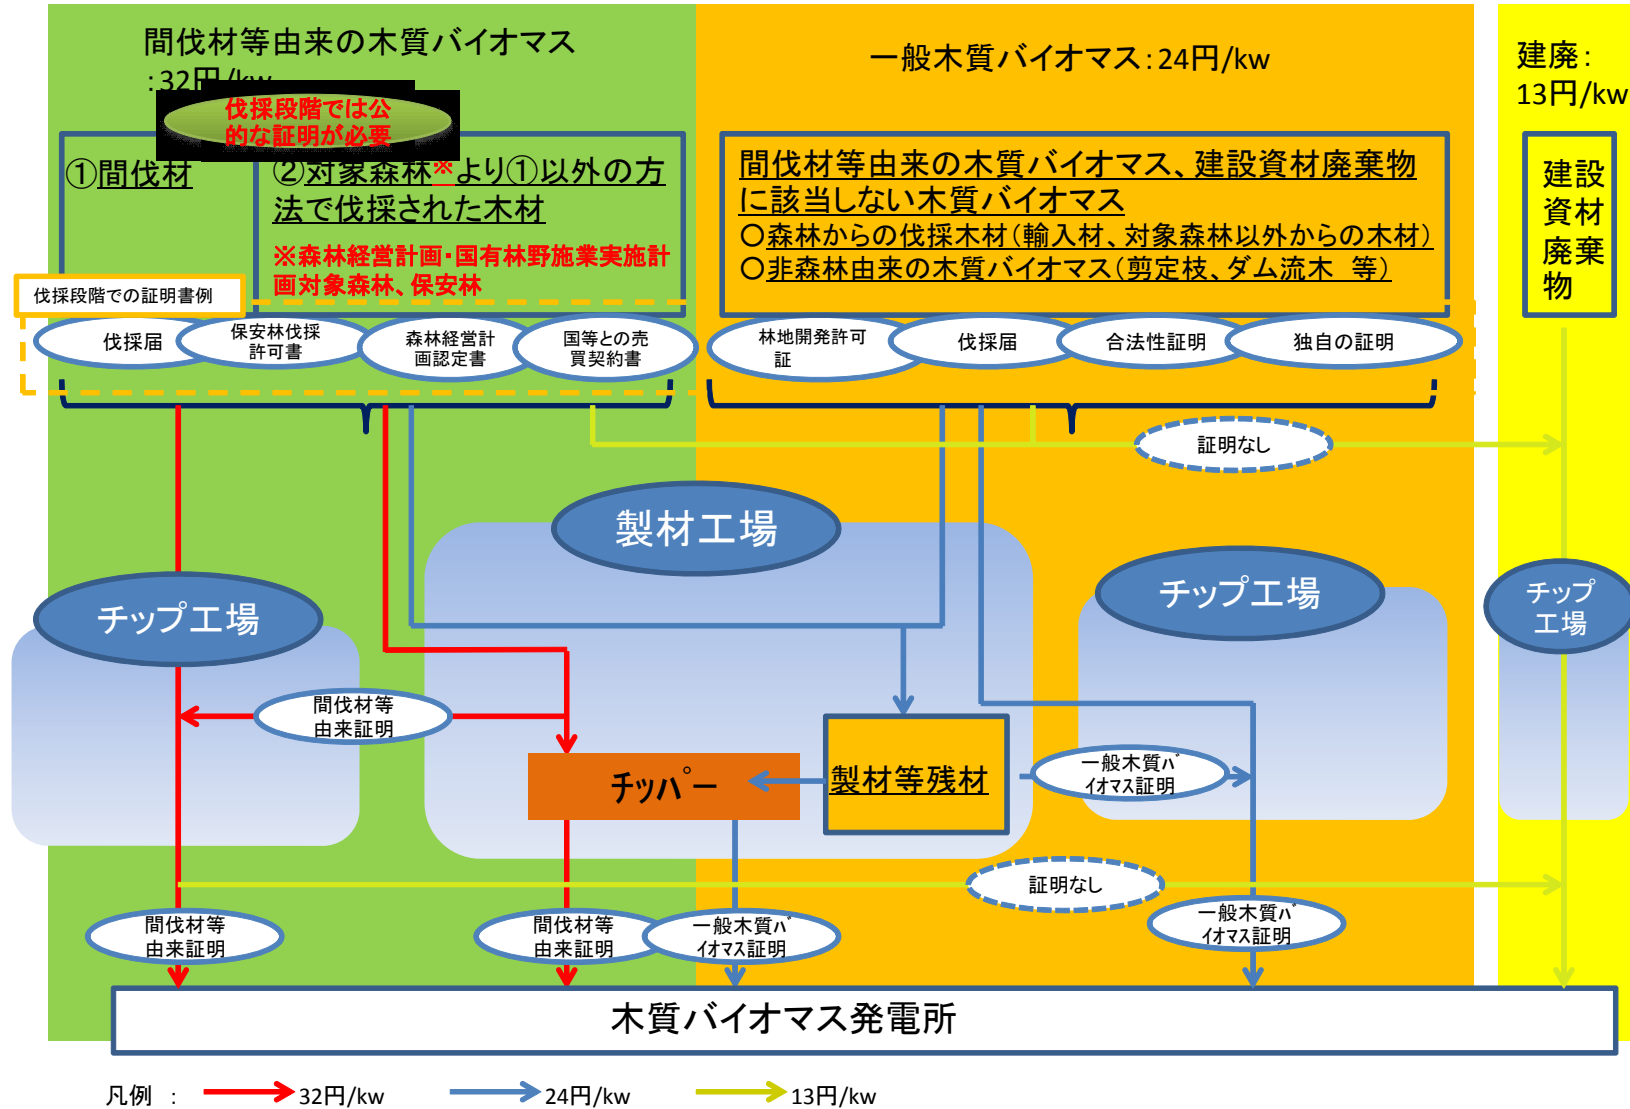 間伐材等由来の木質バイオマス
:32円/kw
伐採段階では公
的な証明が必要
一般木質バイオマス:24円/kw
建廃:
13円/kw
①間伐材
②対象森林※より①以外の方
法で伐採された木材
※森林経営計画・国有林野施業実施計
画対象森林、保安林
間伐材等由来の木質バイオマス、建設資材廃棄物
に該当しない木質バイオマス
○森林からの伐採木材(輸入材、対象森林以外からの木材)
○非森林由来の木質バイオマス(剪定枝、ダム流木 等)
建設
資材
廃棄
物
伐採段階での証明書例
伐採届
保安林伐採
許可書
森林経営計
画認定書
国等との売
買契約書
林地開発許可
証
伐採届
合法性証明
独自の証明
証明なし
製材工場
チップ工場
チップ工場
チップ
工場
間伐材等
由来証明
チッパー
製材等残材
一般木質バ
イオマス証明
証明なし
間伐材等
由来証明
間伐材等
由来証明
一般木質バ
イオマス証明
一般木質バ
イオマス証明
木質バイオマス発電所
凡例 : 32円/kw 24円/kw 13円/kw